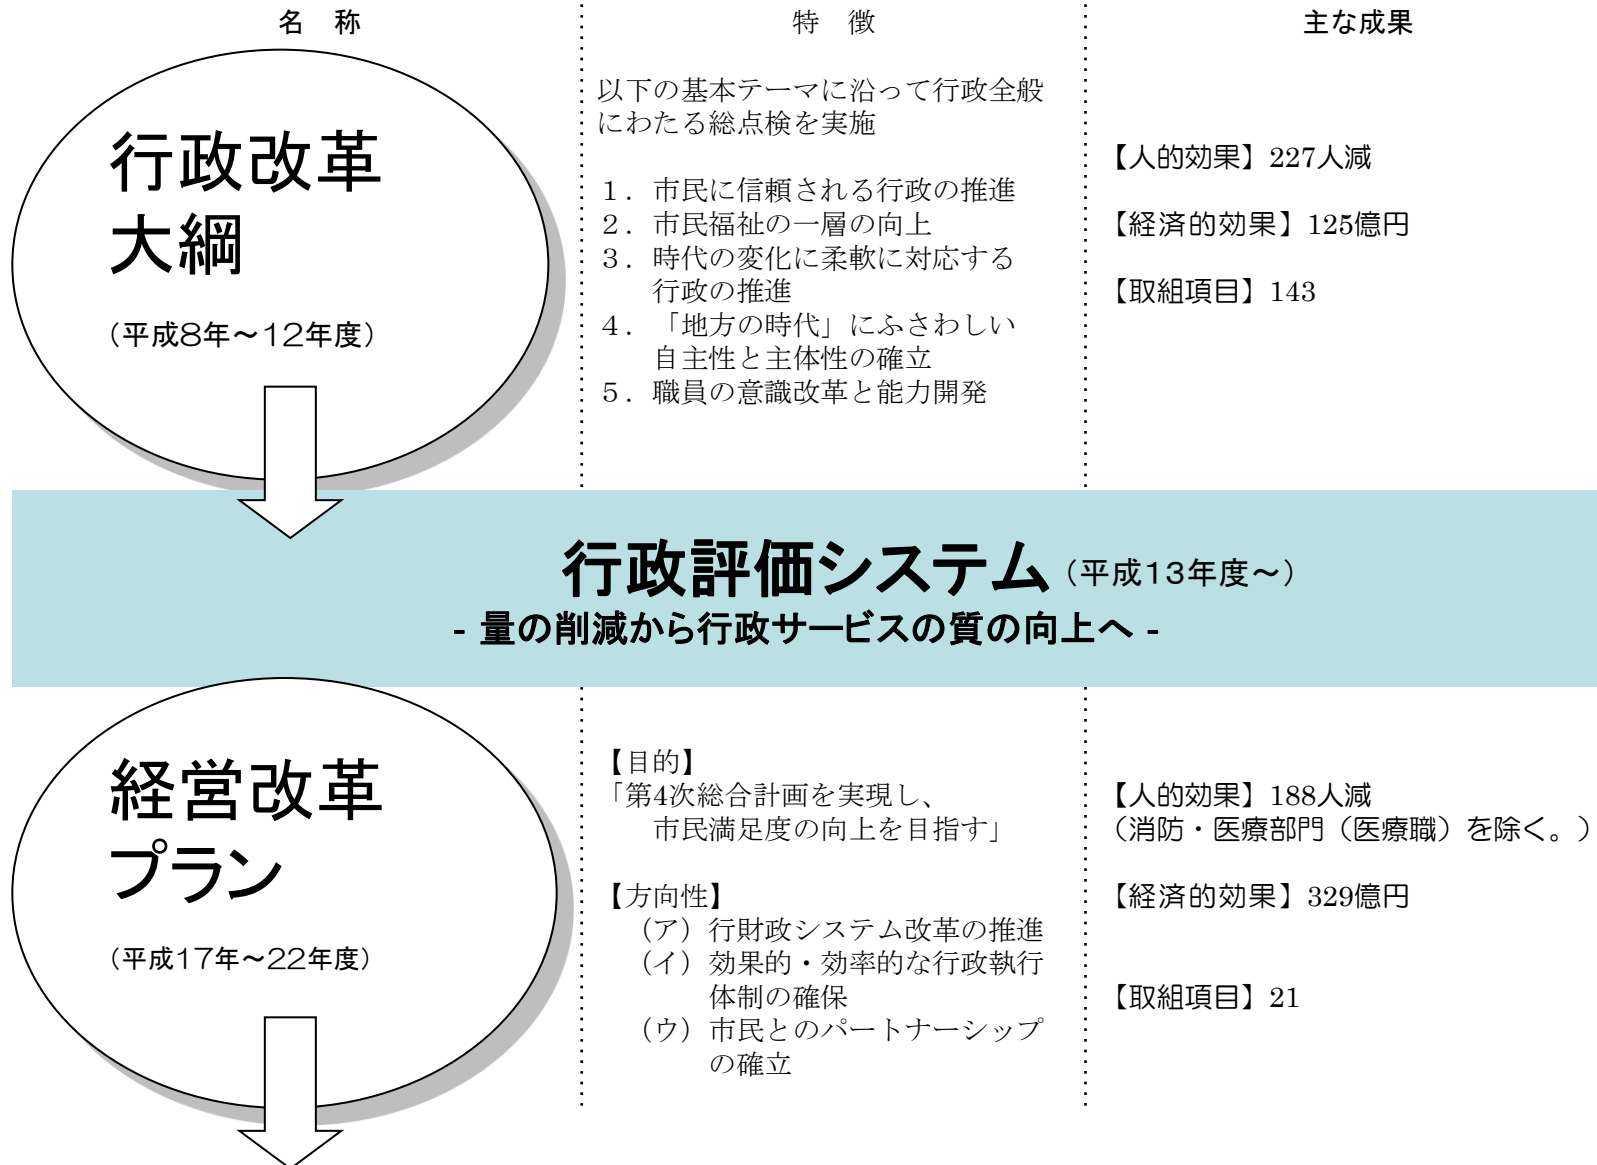 名　称
特　徴
主な成果
行政改革
大綱
（平成8年～12年度）
以下の基本テーマに沿って行政全般
にわたる総点検を実施
１．市民に信頼される行政の推進
２．市民福祉の一層の向上
３．時代の変化に柔軟に対応する
行政の推進
４．「地方の時代」にふさわしい
自主性と主体性の確立
５．職員の意識改革と能力開発
【人的効果】227人減
【経済的効果】125億円
【取組項目】143
行政評価システム（平成13年度～）
- 量の削減から行政サービスの質の向上へ -
経営改革
プラン
（平成17年～22年度）
【目的】
「第4次総合計画を実現し、
市民満足度の向上を目指す」
【方向性】
（ア）行財政システム改革の推進
（イ）効果的・効率的な行政執行
体制の確保
（ウ）市民とのパートナーシップ
の確立
【人的効果】188人減
（消防・医療部門（医療職）を除く。）
【経済的効果】329億円
【取組項目】21